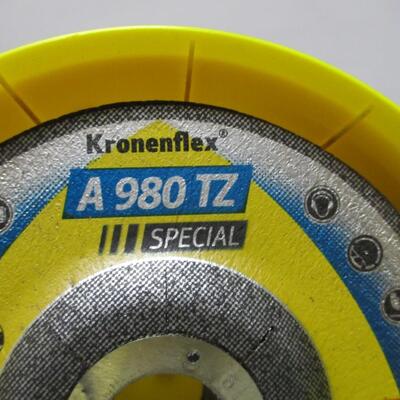 Kronenflex®
A 980 TZ
SPECIAL